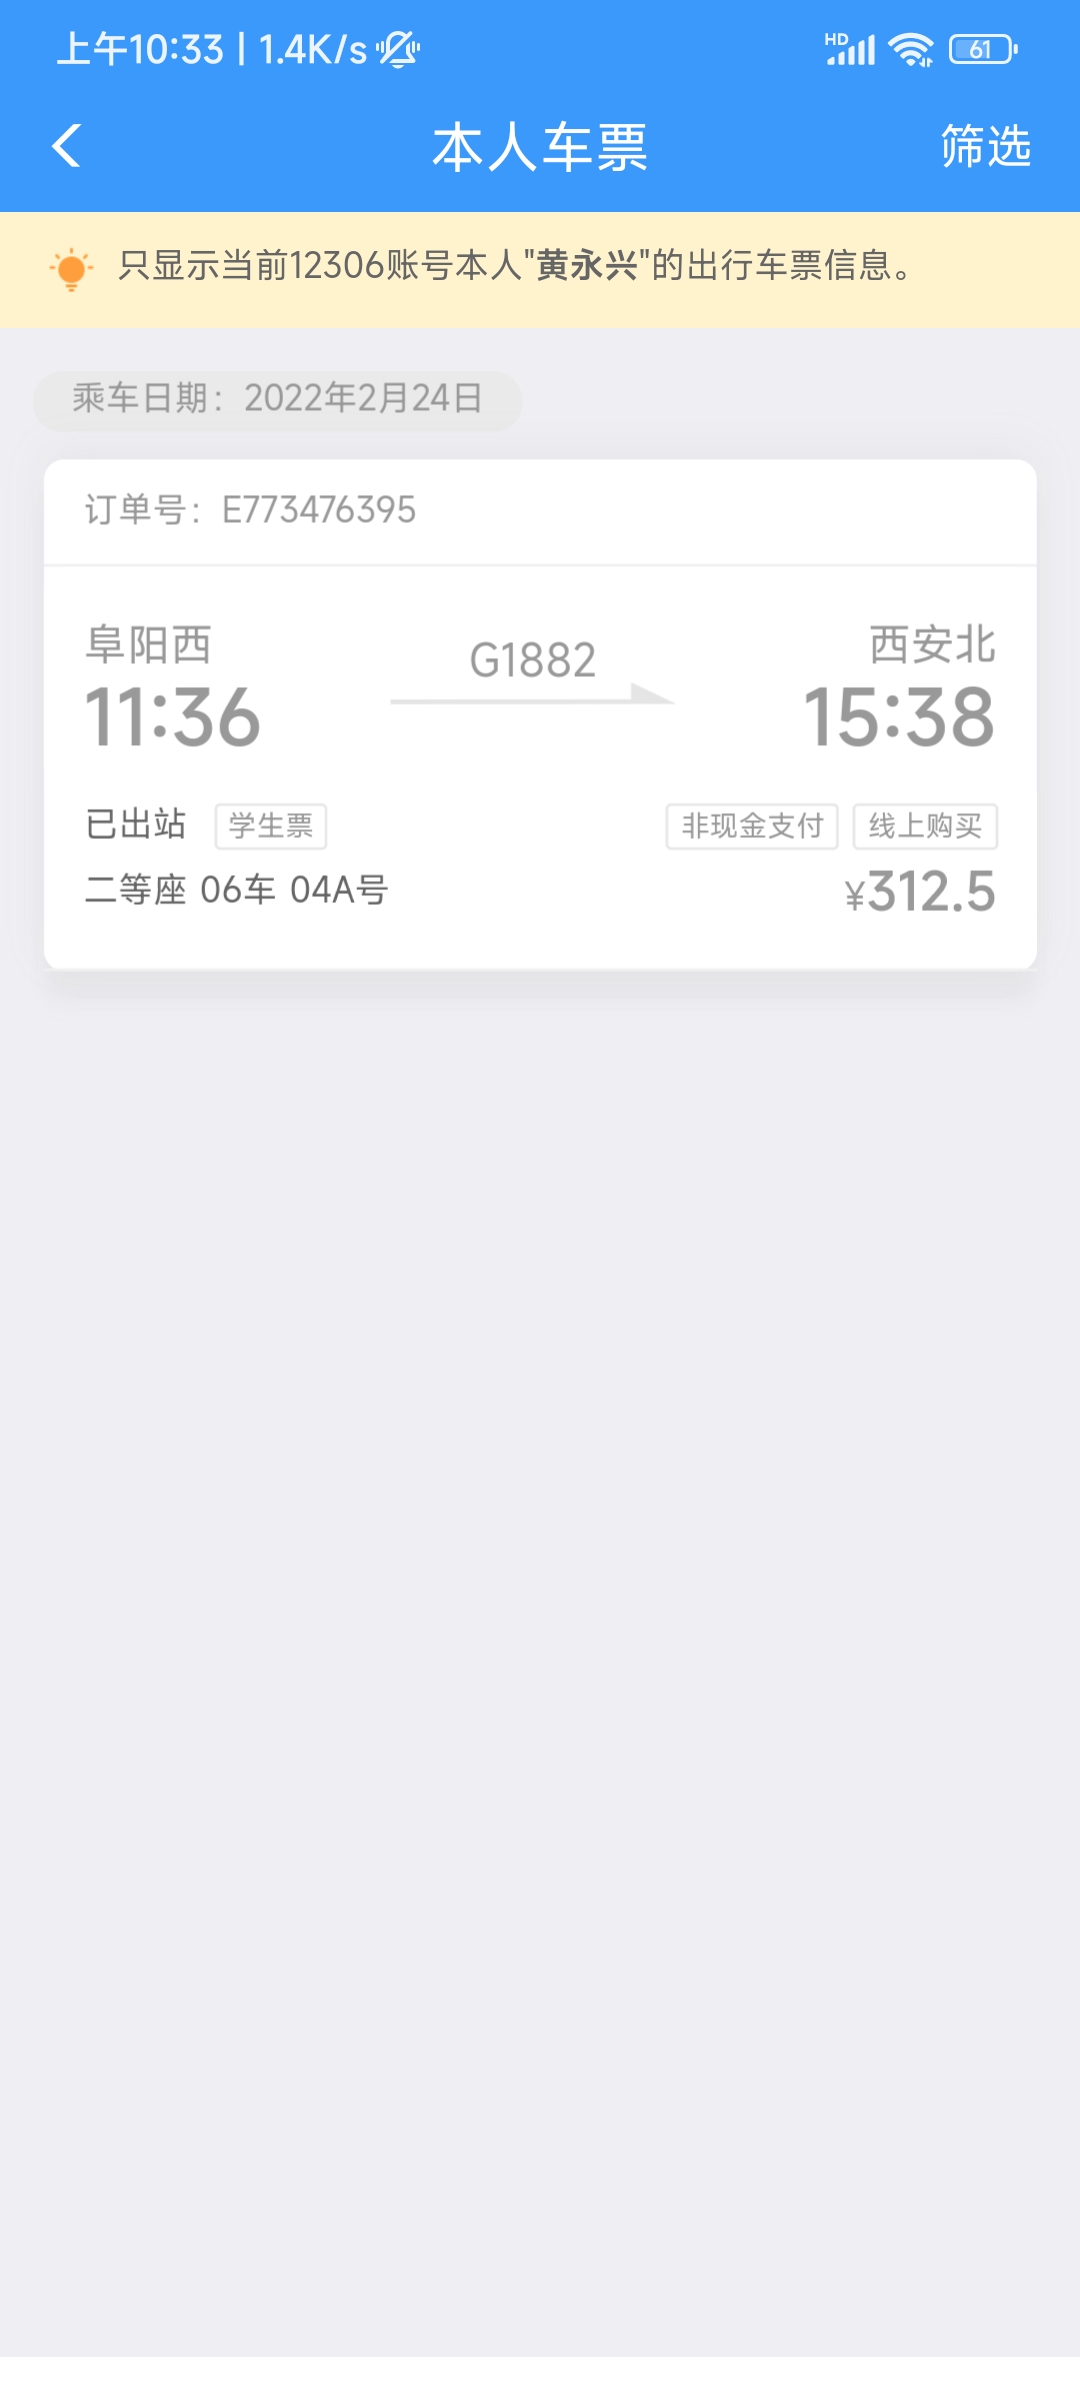 上午10:33 | 1.4K/s HD 61
本人车票 筛选
只显示当前12306账号本人"黄永兴"的出行车票信息。
乘车日期：2022年2月24日
订单号：E773476395
阜阳西 G1882 西安北
11:36 15:38
已出站 学生票 非现金支付 线上购买
二等座 06车 04A号 ¥312.5